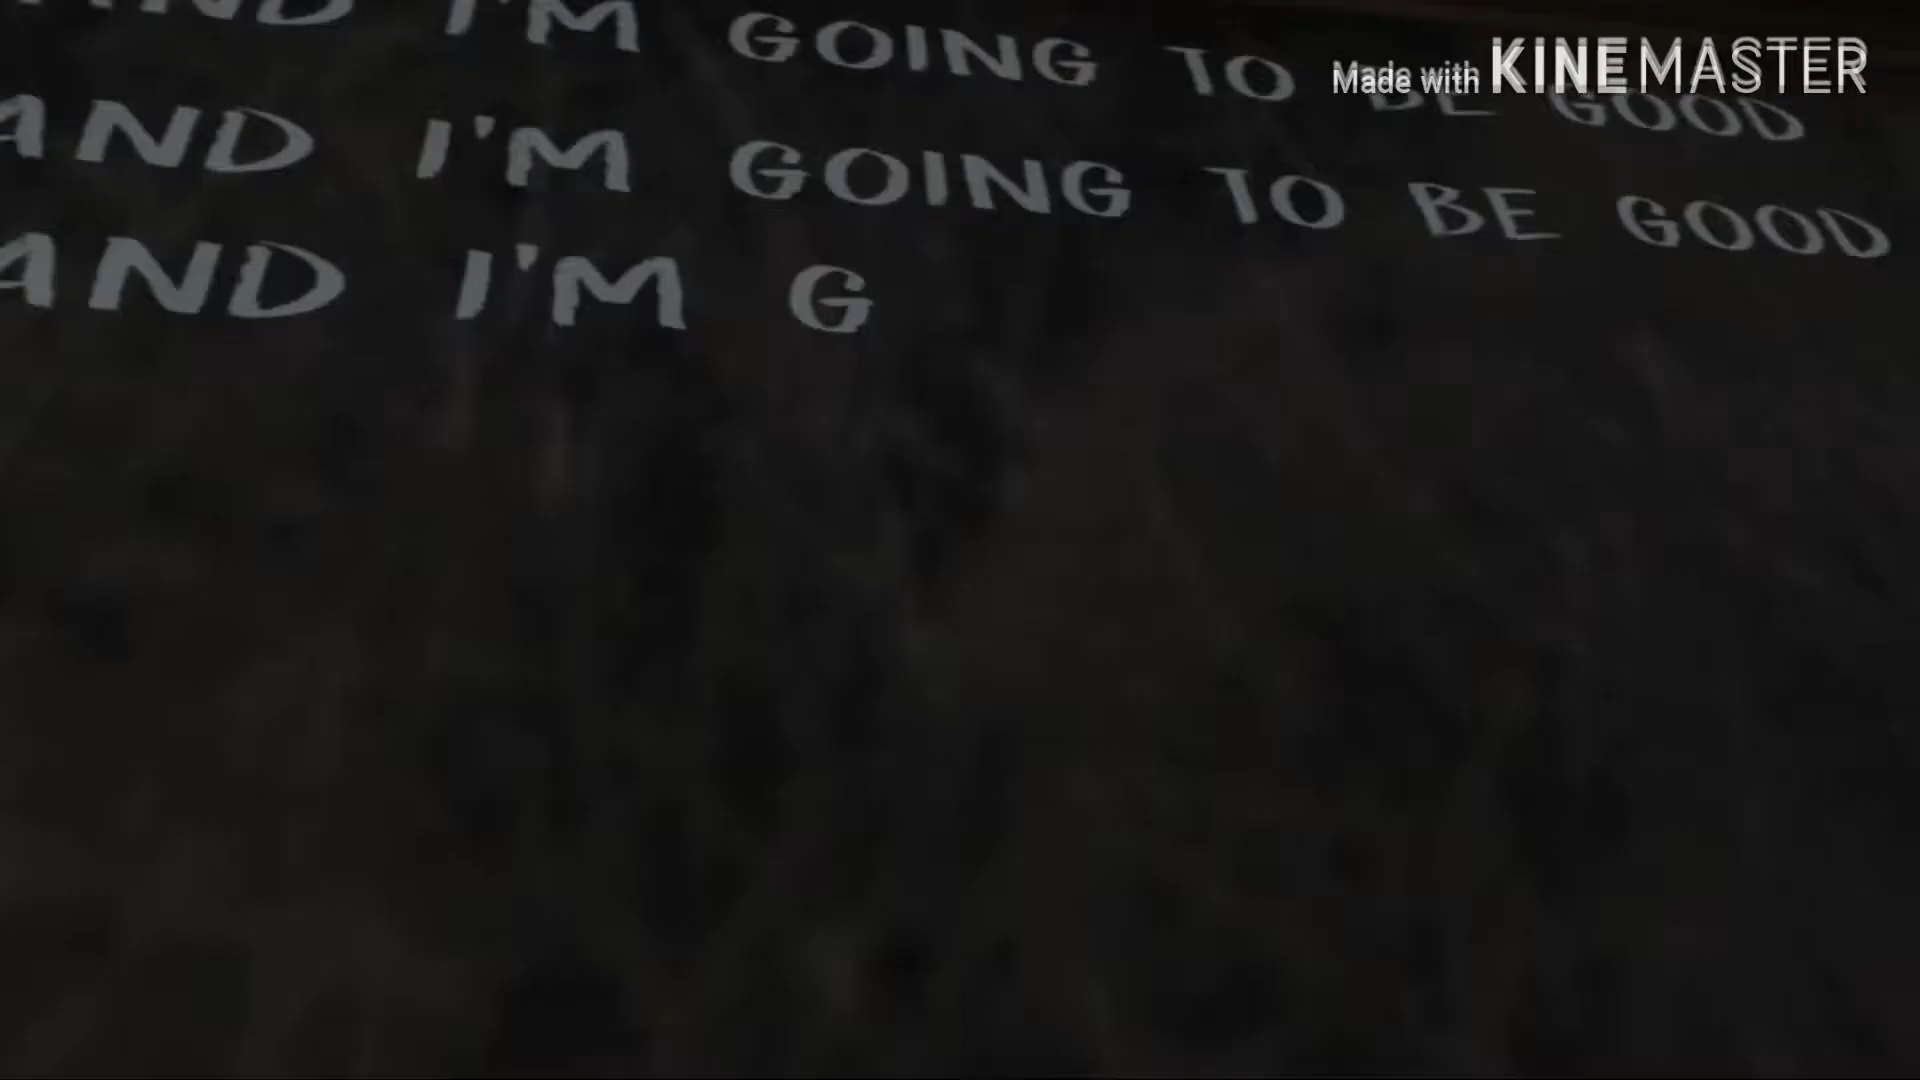 AND I'M GOING TO BE GOOD
Made with KINEMASTER
AND I'M GOING TO BE GOOD
AND I'M G